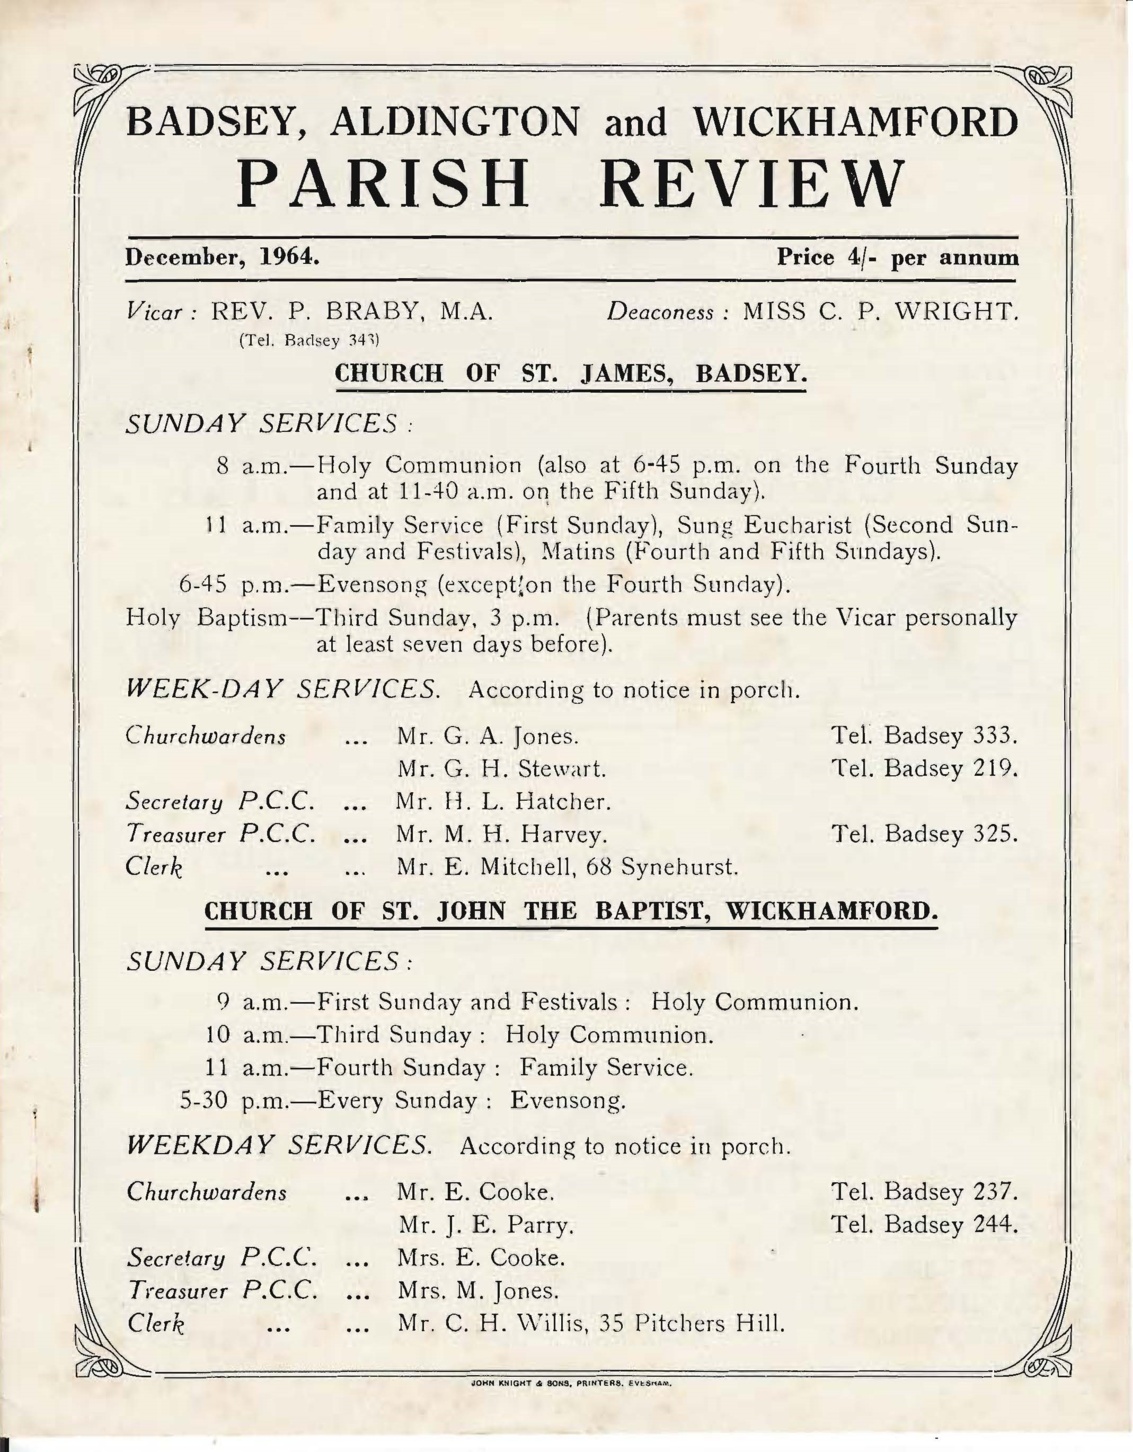 BADSEY, ALDINGTON and WICKHAMFORD
PARISH REVIEW
December, 1964. Price 4/- per annum
Vicar : REV. P. BRABY, M.A. Deaconess : MISS C. P. WRIGHT.
(Tel. Badsey 343)
CHURCH OF ST. JAMES, BADSEY.
SUNDAY SERVICES :
8 a.m.—Holy Communion (also at 6-45 p.m. on the Fourth Sunday
and at 11-40 a.m. on the Fifth Sunday).
11 a.m.—Family Service (First Sunday), Sung Eucharist (Second Sun-
day and Festivals), Matins (Fourth and Fifth Sundays).
6-45 p.m.—Evensong (except on the Fourth Sunday).
Holy Baptism—Third Sunday, 3 p.m. (Parents must see the Vicar personally
at least seven days before).
WEEK-DAY SERVICES. According to notice in porch.
Churchwardens ... Mr. G. A. Jones. Tel. Badsey 333.
Mr. G. H. Stewart. Tel. Badsey 219.
Secretary P.C.C. ... Mr. H. L. Hatcher.
Treasurer P.C.C. ... Mr. M. H. Harvey. Tel. Badsey 325.
Clerk ... ... Mr. E. Mitchell, 68 Synehurst.
CHURCH OF ST. JOHN THE BAPTIST, WICKHAMFORD.
SUNDAY SERVICES :
9 a.m.—First Sunday and Festivals : Holy Communion.
10 a.m.—Third Sunday : Holy Communion.
11 a.m.—Fourth Sunday : Family Service.
5-30 p.m.—Every Sunday : Evensong.
WEEKDAY SERVICES. According to notice in porch.
Churchwardens ... Mr. E. Cooke. Tel. Badsey 237.
Mr. J. E. Parry. Tel. Badsey 244.
Secretary P.C.C. ... Mrs. E. Cooke.
Treasurer P.C.C. ... Mrs. M. Jones.
Clerk ... ... Mr. C. H. Willis, 35 Pitchers Hill.
JOHN KNIGHT & SONS, PRINTERS, EVESHAM.